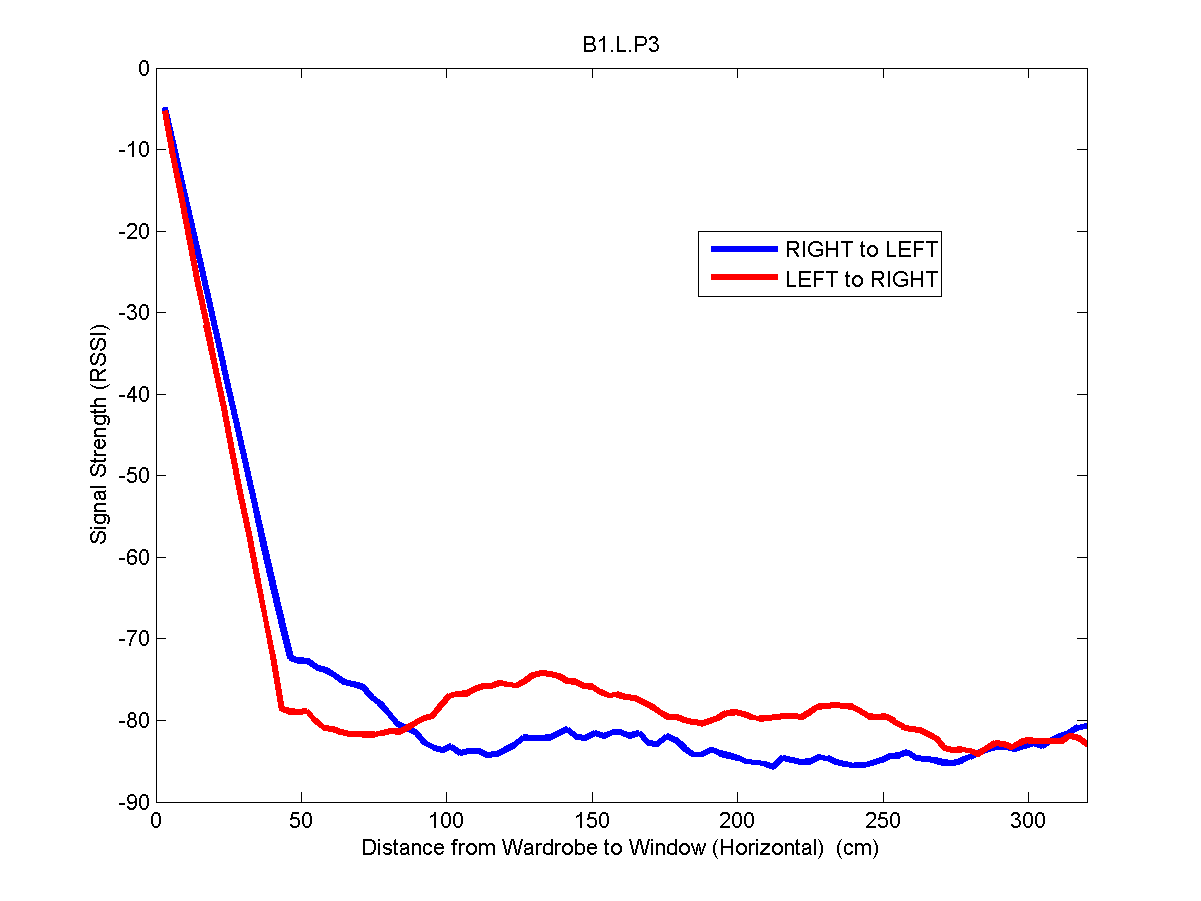 B1.L.P3
0
-10
-20
-30
-40
-50
-60
-70
-80
-90
Signal Strength (RSSI)
RIGHT to LEFT
LEFT to RIGHT
0 50 100 150 200 250 300
Distance from Wardrobe to Window (Horizontal) (cm)